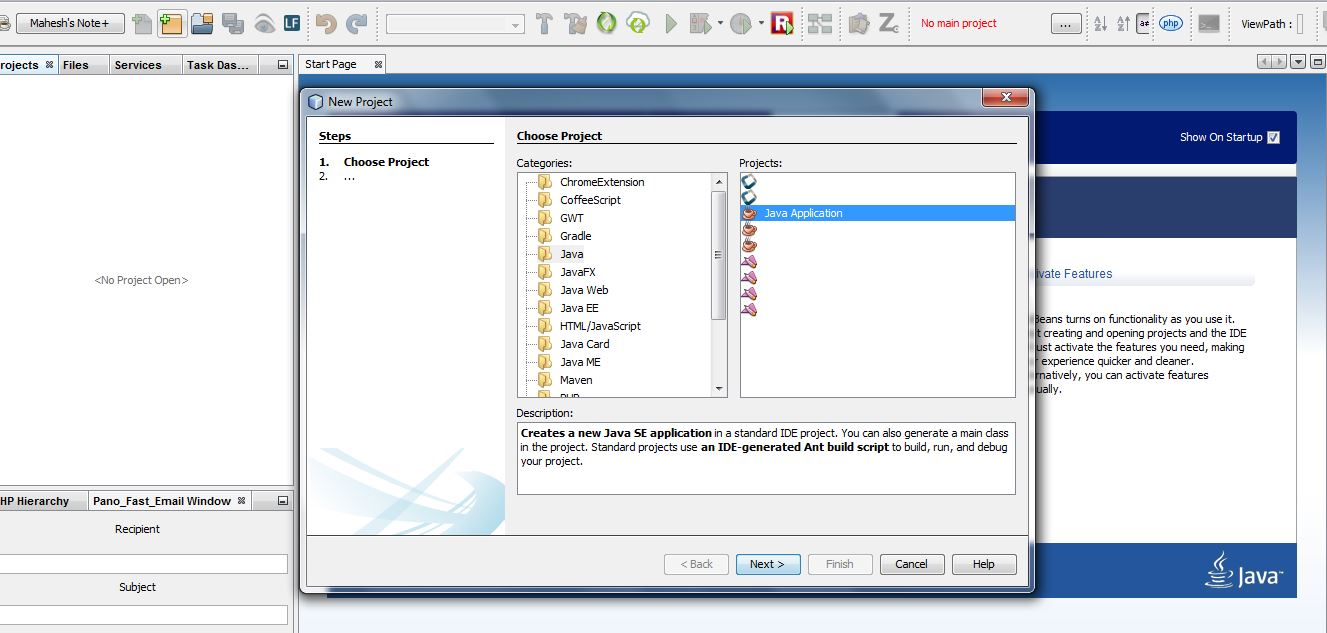 Mahesh's Note+
LF
R
Z
No main project
...
php
ViewPath :
rojects
Files
Services
Task Das...
Start Page
<No Project Open>
HP Hierarchy
Pano_Fast_Email Window
Recipient
Subject
New Project
Steps
1. Choose Project
2. ...
Choose Project
Categories:
ChromeExtension
CoffeeScript
GWT
Gradle
Java
JavaFX
Java Web
Java EE
HTML/JavaScript
Java Card
Java ME
Maven
Projects:
Java Application
Description:
Creates a new Java SE application in a standard IDE project. You can also generate a main class
in the project. Standard projects use an IDE-generated Ant build script to build, run, and debug
your project.
< Back
Next >
Finish
Cancel
Help
Show On Startup
ivate Features
Beans turns on functionality as you use it.
t creating and opening projects and the IDE
ust activate the features you need, making
r experience quicker and cleaner.
rnatively, you can activate features
ually.
Java™